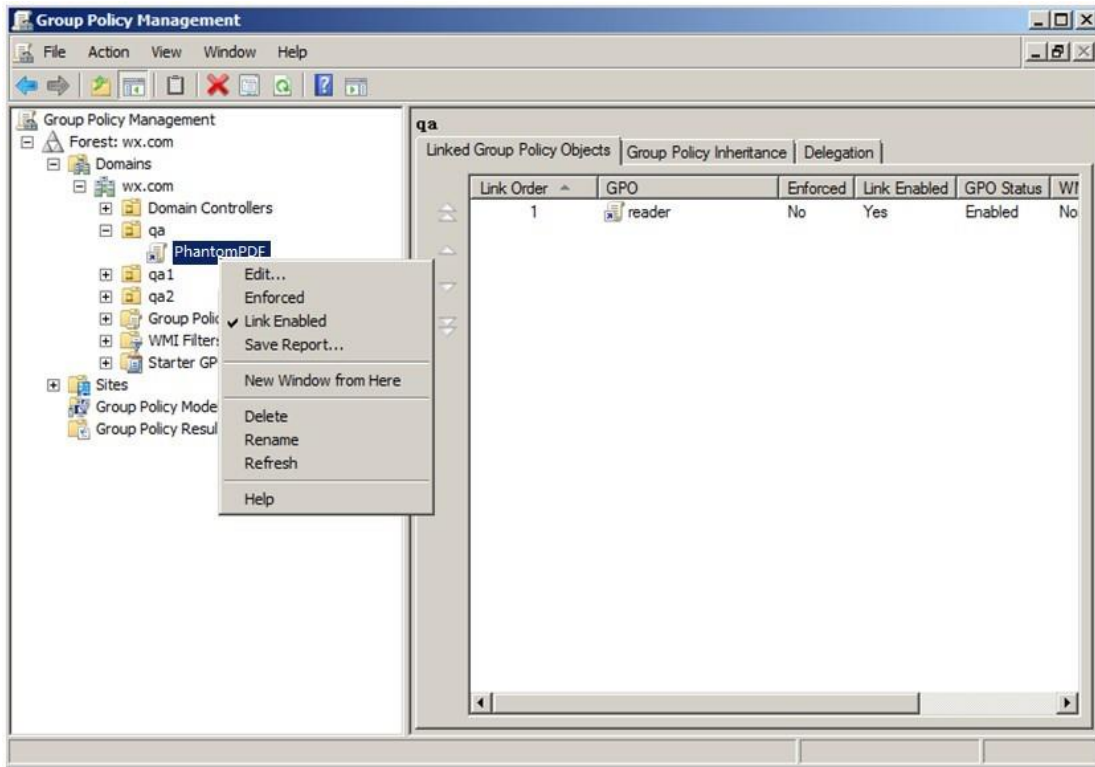 Group Policy Management
File Action View Window Help
Group Policy Management
Forest: wx.com
Domains
wx.com
Domain Controllers
qa
PhantomPDF
qa1
qa2
Group Polic
WMI Filter
Starter GP
Sites
Group Policy Mode
Group Policy Resul
Edit...
Enforced
Link Enabled
Save Report...
New Window from Here
Delete
Rename
Refresh
Help
qa
Linked Group Policy Objects Group Policy Inheritance Delegation
Link Order GPO Enforced Link Enabled GPO Status WM
1 reader No Yes Enabled No